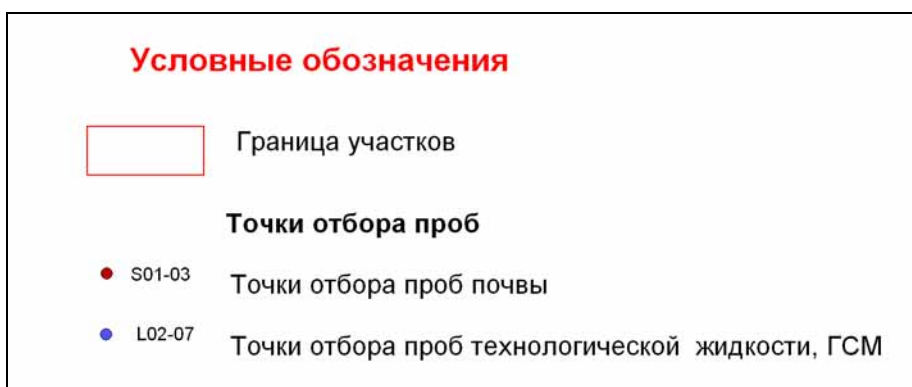 Условные обозначения
Граница участков
Точки отбора проб
S01-03 Точки отбора проб почвы
L02-07 Точки отбора проб технологической жидкости, ГСМ